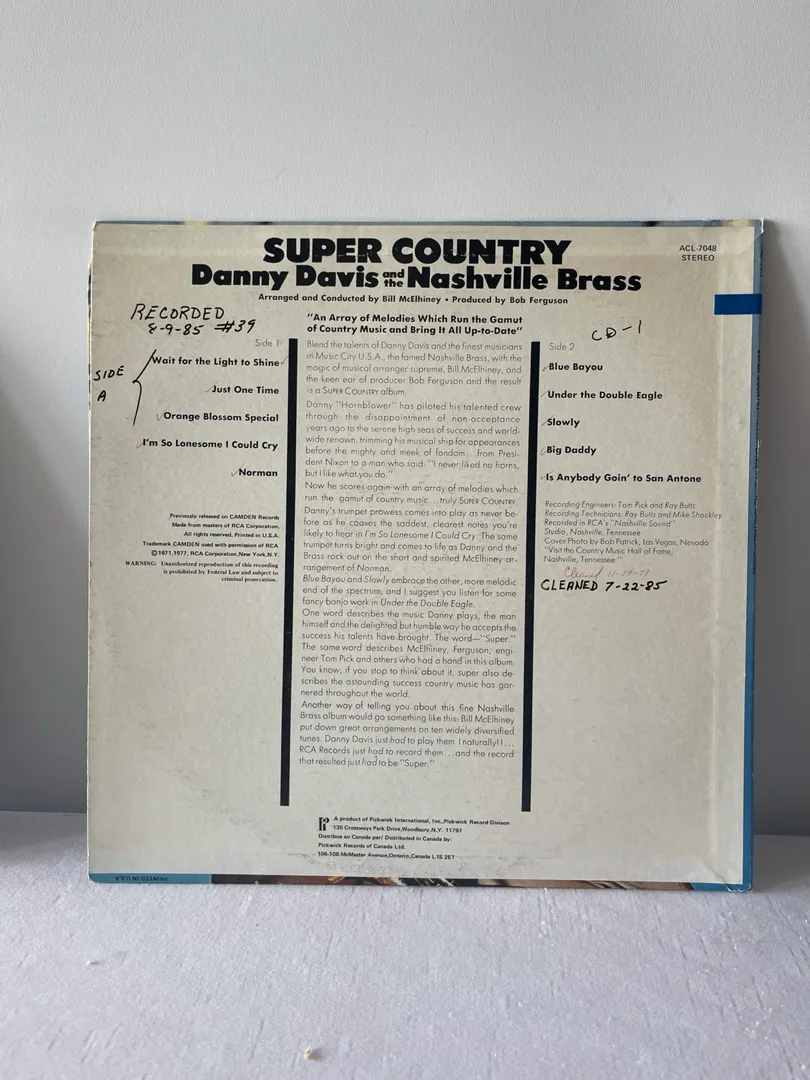 SUPER COUNTRY
Danny Davis and the Nashville Brass
ACL-7048
STEREO
Arranged and Conducted by Bill McElhiney • Produced by Bob Ferguson
RECORDED
8-9-85 #39
SIDE
A
Side 1
Wait for the Light to Shine
Just One Time
Orange Blossom Special
I'm So Lonesome I Could Cry
Norman
Previously released on CAMDEN Records
Made from masters of RCA Corporation.
All rights reserved, Printed in U.S.A.
Trademark CAMDEN used with permission of RCA
©1971,1977, RCA Corporation, New York, N.Y.
WARNING: Unauthorized reproduction of this recording
is prohibited by Federal Law and subject to
criminal prosecution.
"An Array of Melodies Which Run the Gamut
of Country Music and Bring It All Up-to-Date"
Blend the talents of Danny Davis and the finest musicians
in Music City U.S.A., the famed Nashville Brass, with the
magic of musical arranger supreme, Bill McElhiney, and
the keen ear of producer Bob Ferguson and the result
is a SUPER COUNTRY album.
Danny "Hornblower" has piloted his talented crew
through the disappointment of non-acceptance
years ago to the serene high seas of success and world-
wide renown, trimming his musical ship for appearances
before the mighty and meek of fandom...from Presi-
dent Nixon to a man who said: "I never liked no horns,
but I like what you do."
Now he scores again with an array of melodies which
run the gamut of country music...truly SUPER COUNTRY.
Danny's trumpet prowess comes into play as never be-
fore as he coaxes the saddest, clearest notes you're
likely to hear in I'm So Lonesome I Could Cry. The same
trumpet turns bright and comes to life as Danny and the
Brass rock out on the short and spirited McElhiney ar-
rangement of Norman.
Blue Bayou and Slowly embrace the other, more melodic
end of the spectrum, and I suggest you listen for some
fancy banjo work in Under the Double Eagle.
One word describes the music Danny plays, the man
himself and the delighted but humble way he accepts the
success his talents have brought. The word—"Super."
The same word describes McElhiney, Ferguson, engi-
neer Tom Pick and others who had a hand in this album.
You know, if you stop to think about it, super also de-
scribes the astounding success country music has gar-
nered throughout the world.
Another way of telling you about this fine Nashville
Brass album would go something like this: Bill McElhiney
put down great arrangements on ten widely diversified
tunes. Danny Davis just had to play them (naturally!)...
RCA Records just had to record them...and the record
that resulted just had to be "Super."
CD-1
Side 2
Blue Bayou
Under the Double Eagle
Slowly
Big Daddy
Is Anybody Goin' to San Antone
Recording Engineers: Tom Pick and Ray Butts
Recording Technicians: Ray Butts and Mike Shockley
Recorded in RCA's "Nashville Sound"
Studio, Nashville, Tennessee
Cover Photo by Bob Patrick, Las Vegas, Nevada
"Visit the Country Music Hall of Fame,
Nashville, Tennessee."
Cleaned
CLEANED 7-22-85
A product of Pickwick International, Inc., Pickwick Record Divison
135 Crossways Park Drive, Woodbury, N.Y. 11797
Distribue au Canada par/ Distributed in Canada by:
Pickwick Records of Canada Ltd.
106-108 McMaster Avenue, Ontario, Canada L1S 2E7
PRINTED IN U.S.A.